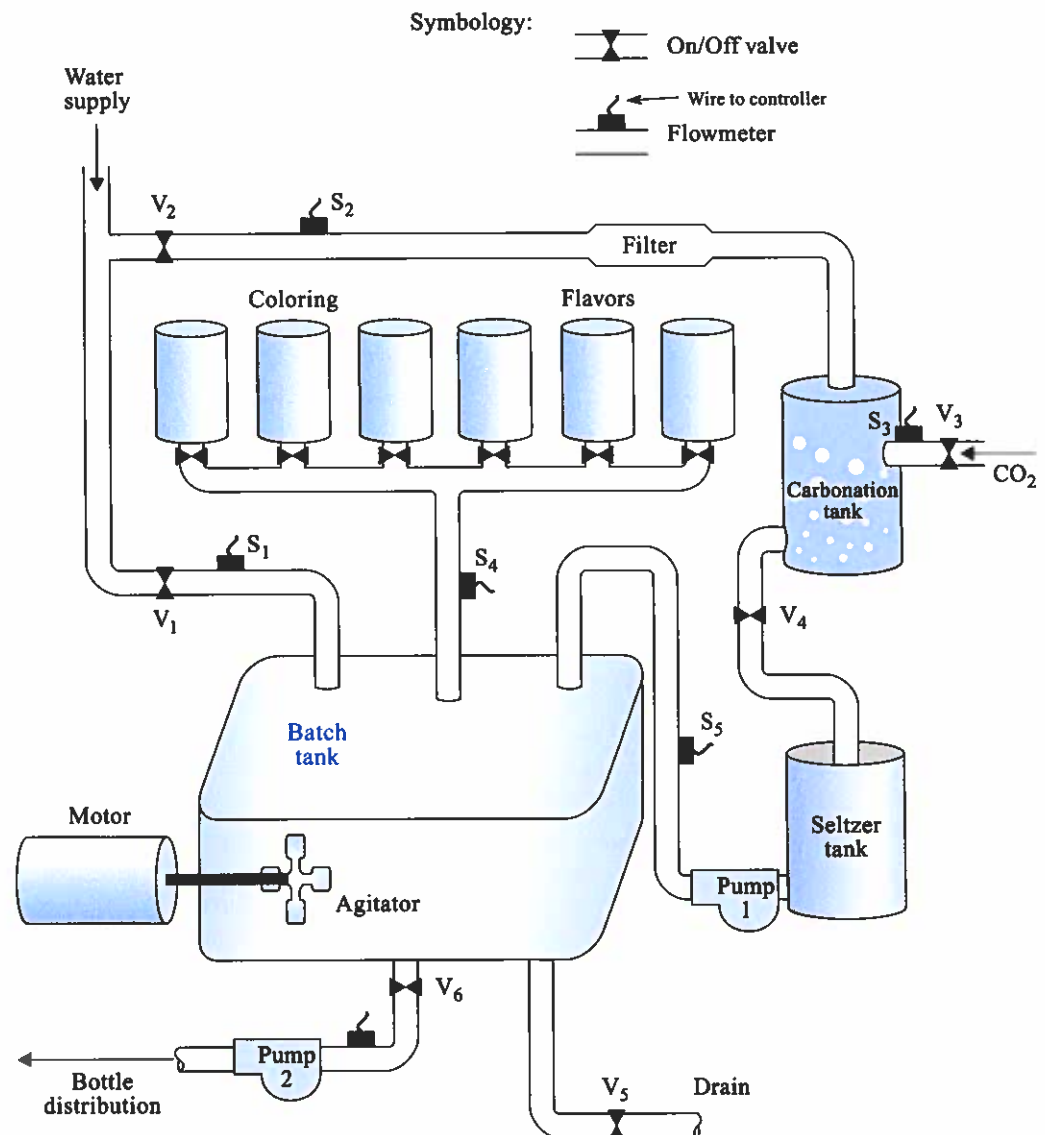 Symbology:
On/Off valve
Wire to controller
Flowmeter
Water
supply
V₂
S₂
Filter
Coloring
Flavors
S₃
V₃
CO₂
Carbonation
tank
S₁
V₁
S₄
V₄
Batch
tank
S₅
Motor
Seltzer
tank
Agitator
Pump
1
V₆
Pump
2
Bottle
distribution
V₅
Drain